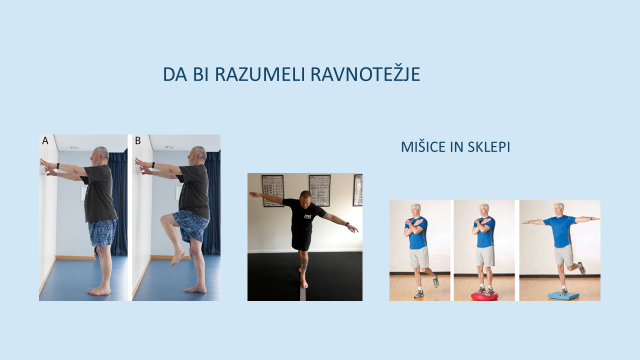 DA BI RAZUMELI RAVNOTEŽJE
MIŠICE IN SKLEPI
A
B